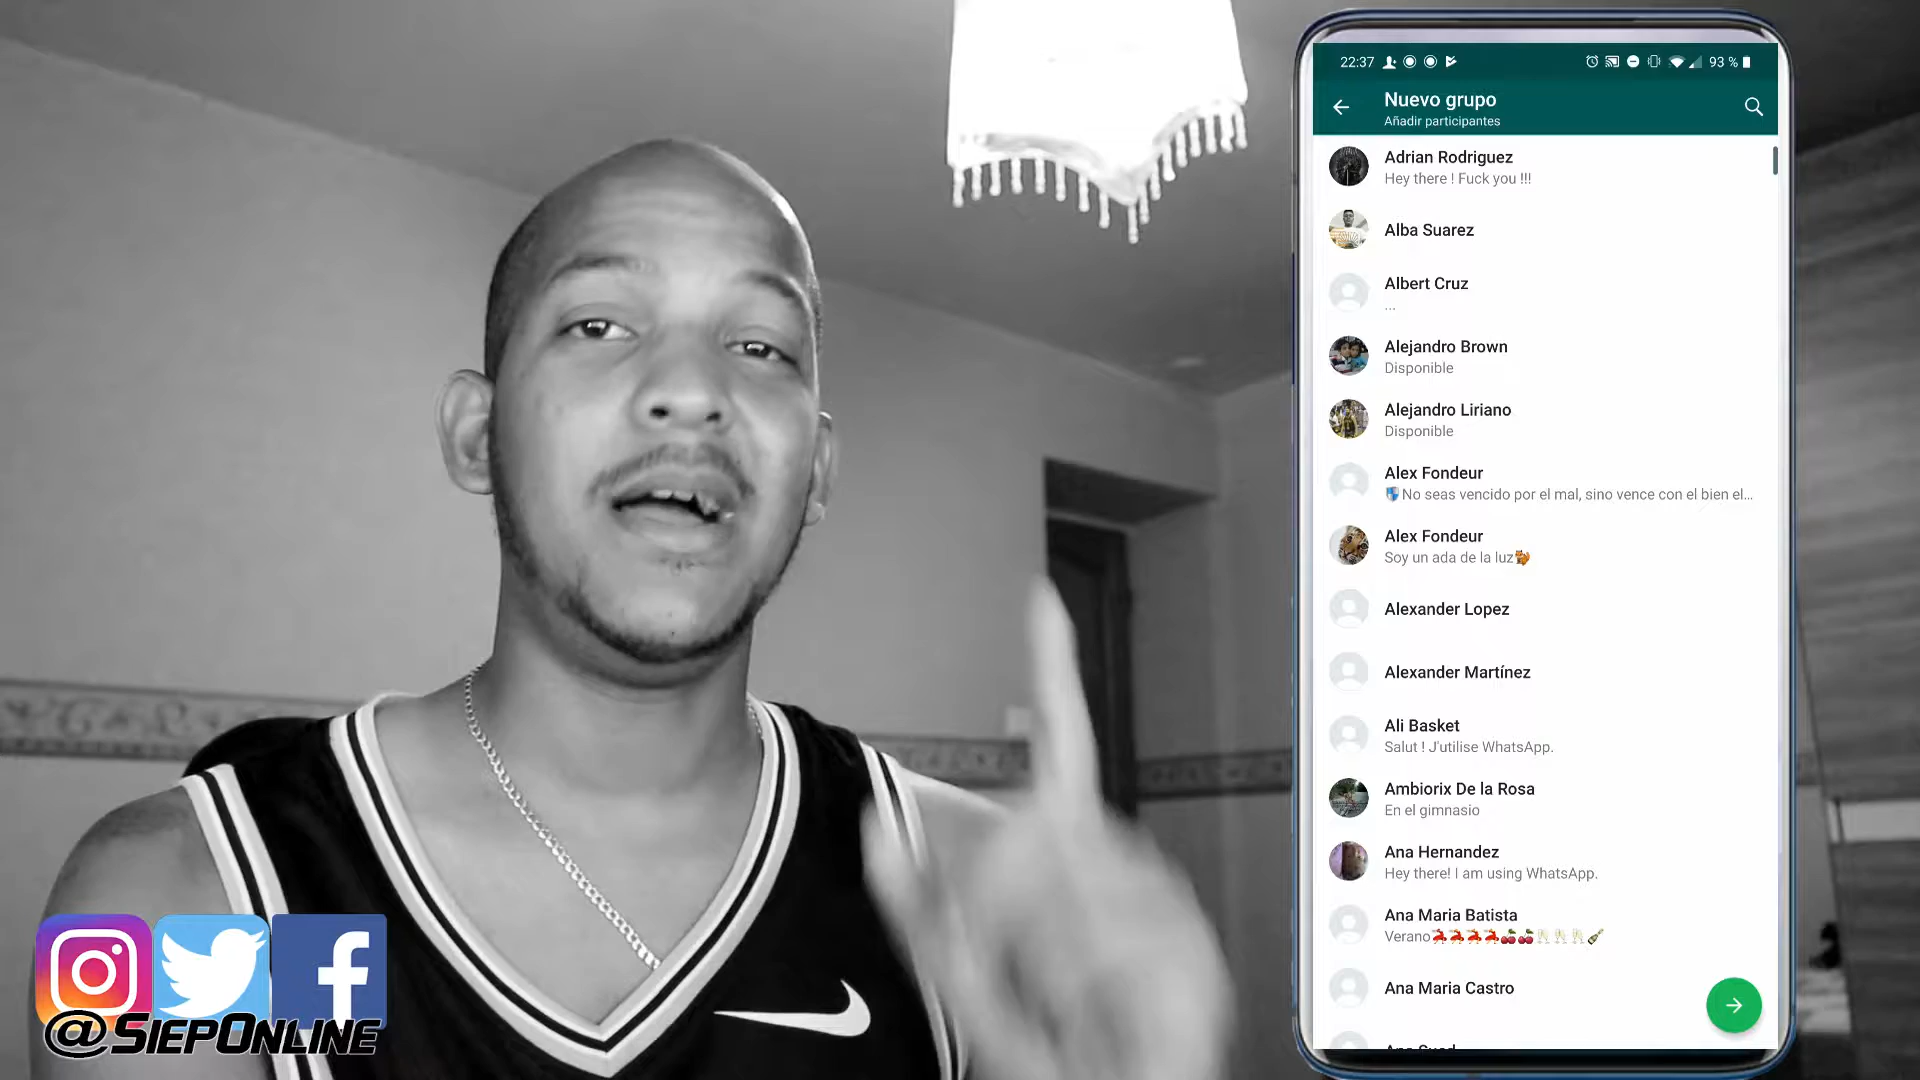 22:37
93 %
Nuevo grupo
Añadir participantes
Adrian Rodriguez
Hey there ! Fuck you !!!
Alba Suarez
Albert Cruz
...
Alejandro Brown
Disponible
Alejandro Liriano
Disponible
Alex Fondeur
🛡️No seas vencido por el mal, sino vence con el bien el...
Alex Fondeur
Soy un ada de la luz🐿️
Alexander Lopez
Alexander Martínez
Ali Basket
Salut ! J'utilise WhatsApp.
Ambiorix De la Rosa
En el gimnasio
Ana Hernandez
Hey there! I am using WhatsApp.
Ana Maria Batista
Verano💃💃💃💃🍒🍒🥂🥂🥂🍾
Ana Maria Castro
@SiepOnline